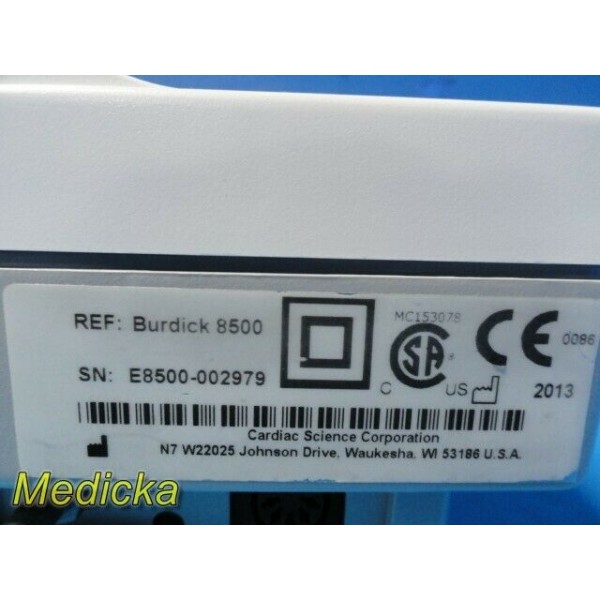 REF: Burdick 8500
MC153078
CSA
C US
CE 0086
SN: E8500-002979
2013
Cardiac Science Corporation
N7 W22025 Johnson Drive, Waukesha, WI 53186 U.S.A.
Medicka